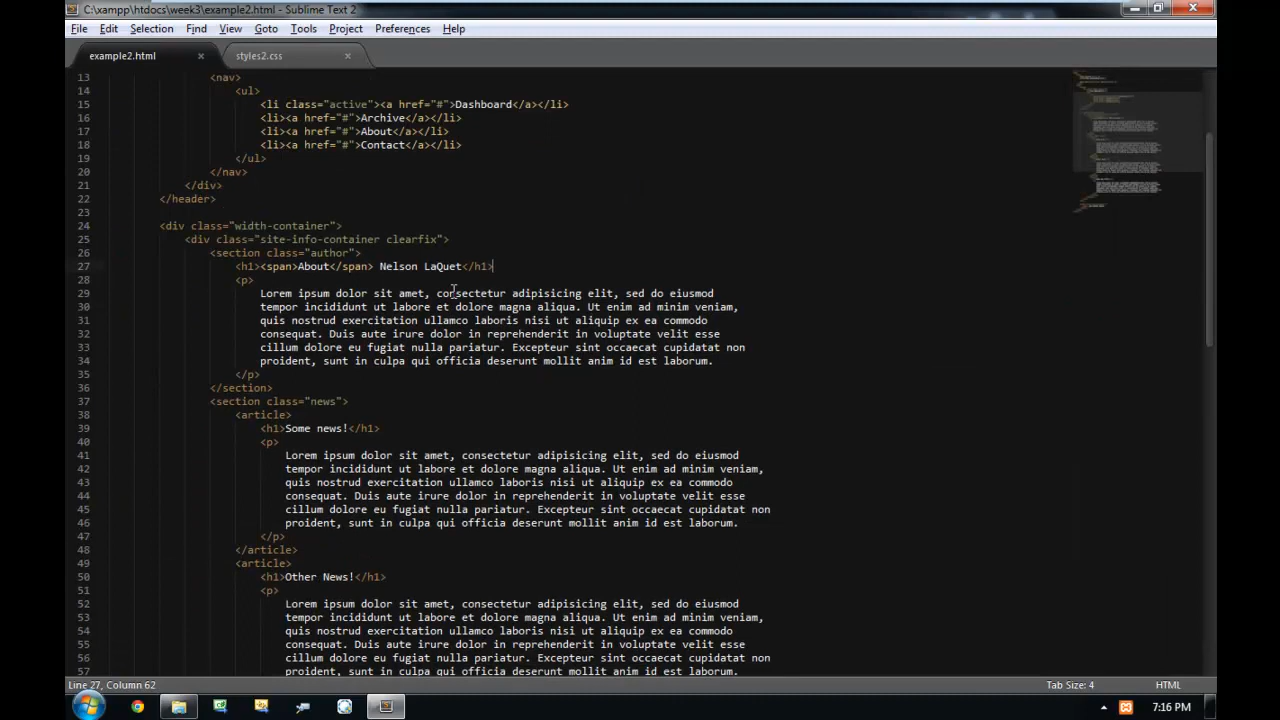 C:\xampp\htdocs\week3\example2.html - Sublime Text 2
File Edit Selection Find View Goto Tools Project Preferences Help
example2.html × styles2.css ×
13 <nav>
14 <ul>
15 <li class="active"><a href="#">Dashboard</a></li>
16 <li><a href="#">Archive</a></li>
17 <li><a href="#">About</a></li>
18 <li><a href="#">Contact</a></li>
19 </ul>
20 </nav>
21 </div>
22 </header>
23
24 <div class="width-container">
25 <div class="site-info-container clearfix">
26 <section class="author">
27 <h1><span>About</span> Nelson LaQuet</h1>
28 <p>
29 Lorem ipsum dolor sit amet, consectetur adipisicing elit, sed do eiusmod
30 tempor incididunt ut labore et dolore magna aliqua. Ut enim ad minim veniam,
31 quis nostrud exercitation ullamco laboris nisi ut aliquip ex ea commodo
32 consequat. Duis aute irure dolor in reprehenderit in voluptate velit esse
33 cillum dolore eu fugiat nulla pariatur. Excepteur sint occaecat cupidatat non
34 proident, sunt in culpa qui officia deserunt mollit anim id est laborum.
35 </p>
36 </section>
37 <section class="news">
38 <article>
39 <h1>Some news!</h1>
40 <p>
41 Lorem ipsum dolor sit amet, consectetur adipisicing elit, sed do eiusmod
42 tempor incididunt ut labore et dolore magna aliqua. Ut enim ad minim veniam,
43 quis nostrud exercitation ullamco laboris nisi ut aliquip ex ea commodo
44 consequat. Duis aute irure dolor in reprehenderit in voluptate velit esse
45 cillum dolore eu fugiat nulla pariatur. Excepteur sint occaecat cupidatat non
46 proident, sunt in culpa qui officia deserunt mollit anim id est laborum.
47 </p>
48 </article>
49 <article>
50 <h1>Other News!</h1>
51 <p>
52 Lorem ipsum dolor sit amet, consectetur adipisicing elit, sed do eiusmod
53 tempor incididunt ut labore et dolore magna aliqua. Ut enim ad minim veniam,
54 quis nostrud exercitation ullamco laboris nisi ut aliquip ex ea commodo
55 consequat. Duis aute irure dolor in reprehenderit in voluptate velit esse
56 cillum dolore eu fugiat nulla pariatur. Excepteur sint occaecat cupidatat non
57
Line 27, Column 62 Tab Size: 4 HTML
7:16 PM